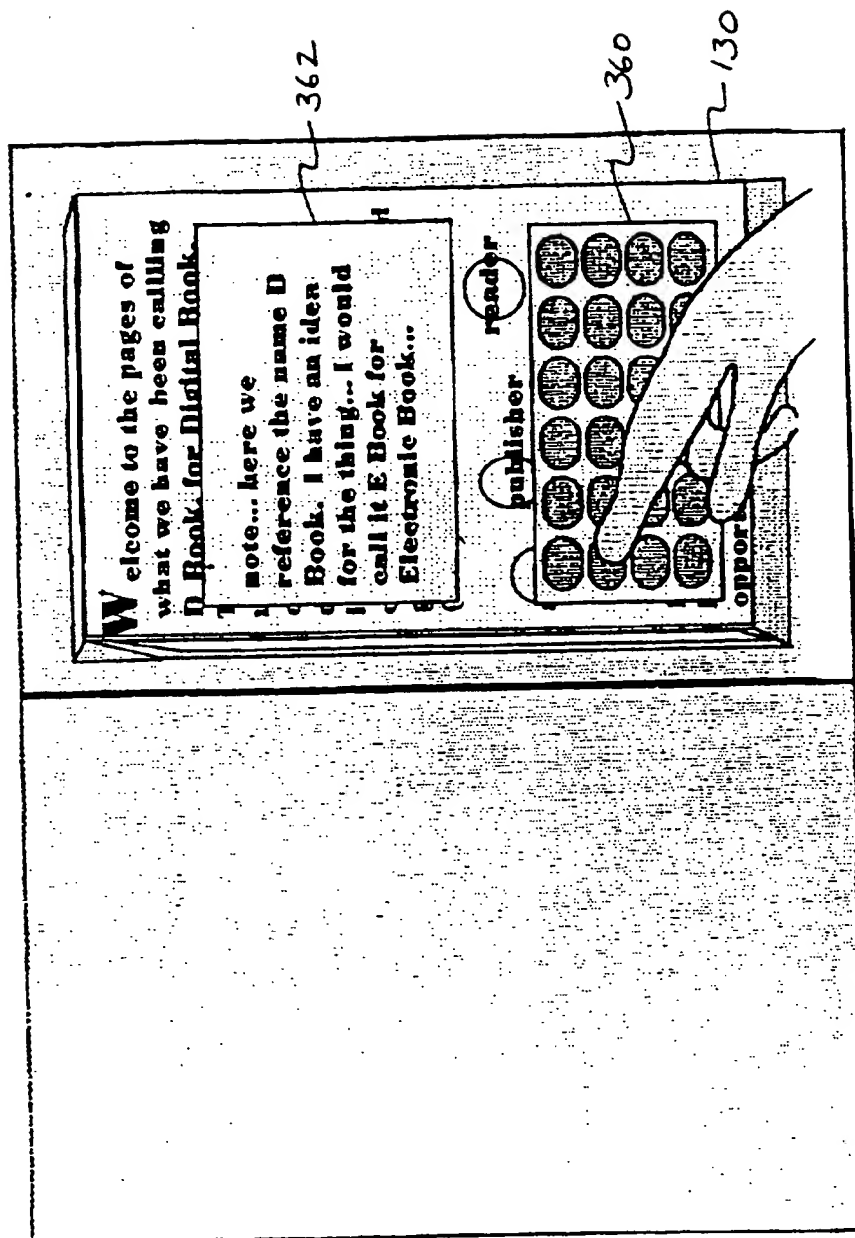 Welcome to the pages of
what we have been callling
D Book, for Digital Book.
note... here we
reference the name D
Book. I have an idea
for the thing... I would
call it E Book for
Electronic Book...
publisher
reader
oppor
362
360
130